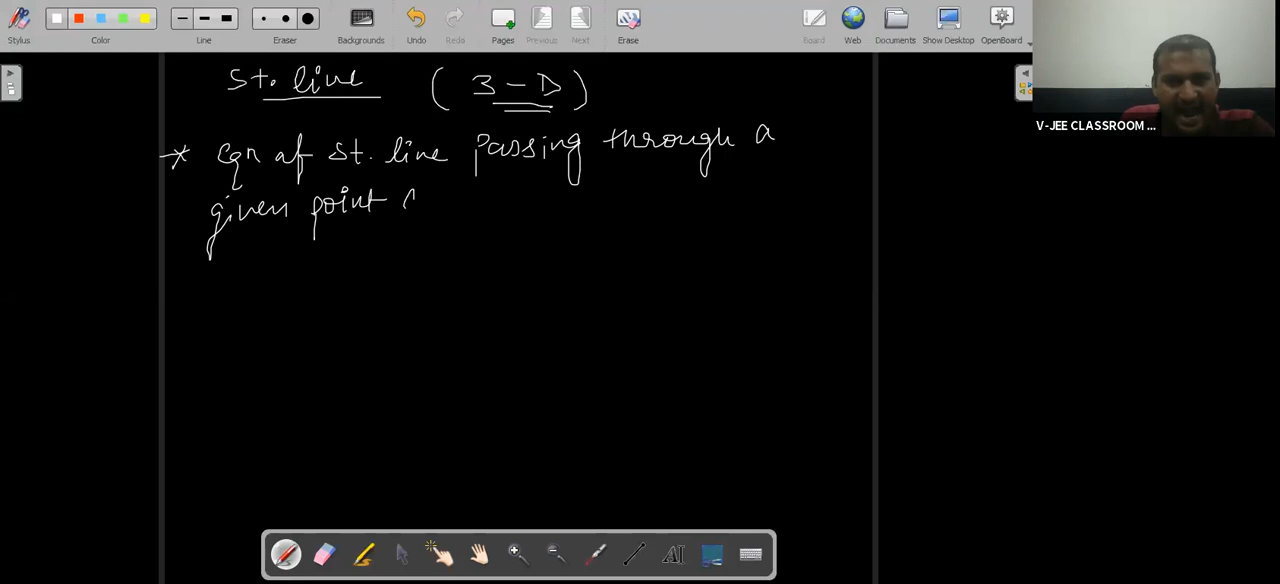 Stylus
Color
Line
Eraser
Backgrounds
Undo
Redo
Pages
Previous
Next
Erase
Board
Web
Documents
Show Desktop
OpenBoard
V-JEE CLASSROOM ...
St. line ( 3-D )
* Eqn of St. line passing through a
given point (
AI